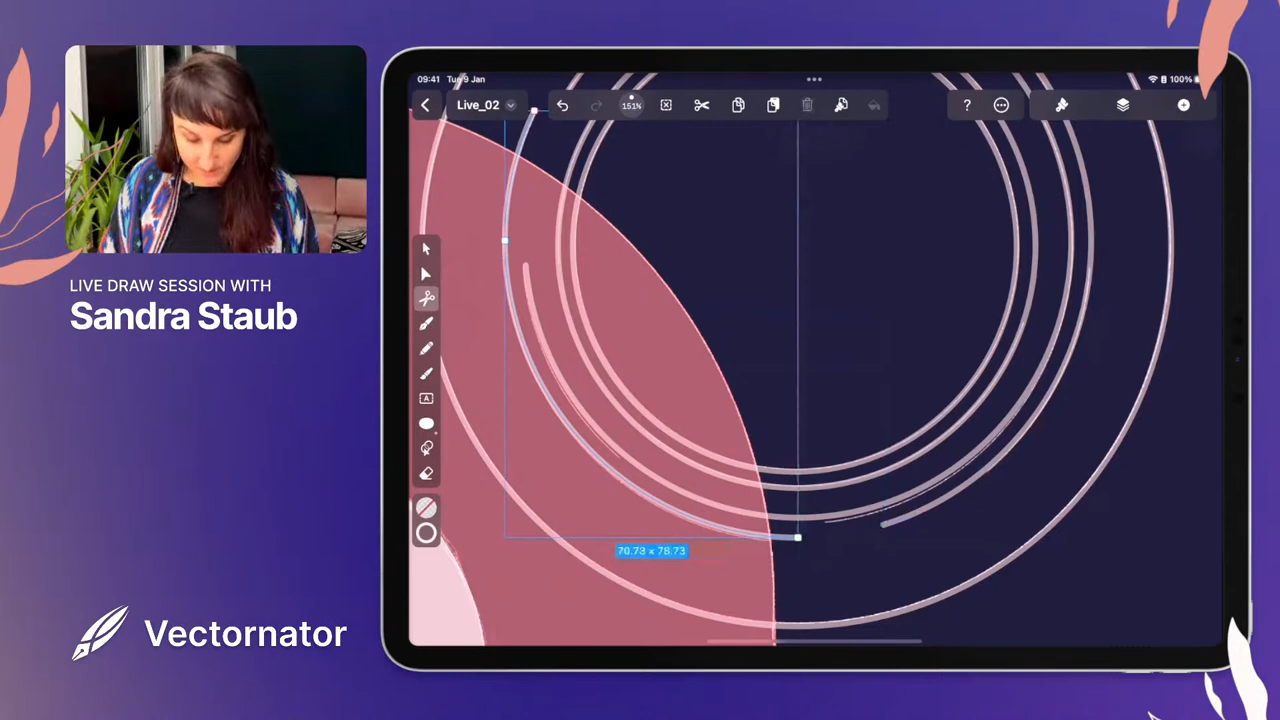 LIVE DRAW SESSION WITH
Sandra Staub
Vectornator
09:41 Tue 9 Jan
100%
Live_02
151%
?
A
70.73 x 78.73